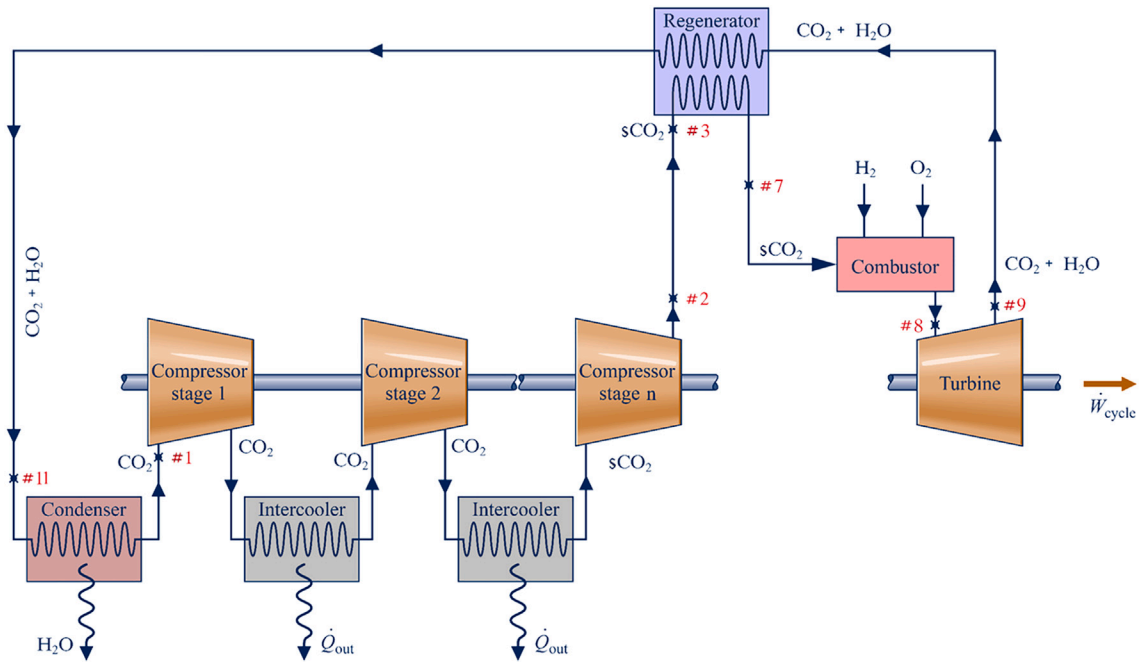 Regenerator
CO₂ + H₂O
sCO₂
#3
H₂
O₂
#7
sCO₂
Combustor
CO₂ + H₂O
CO₂ + H₂O
#2
#8
#9
Compressor
stage 1
Compressor
stage 2
Compressor
stage n
Turbine
Ẇcycle
CO₂
#1
CO₂
CO₂
CO₂
sCO₂
#11
Condenser
Intercooler
Intercooler
H₂O
Q̇out
Q̇out